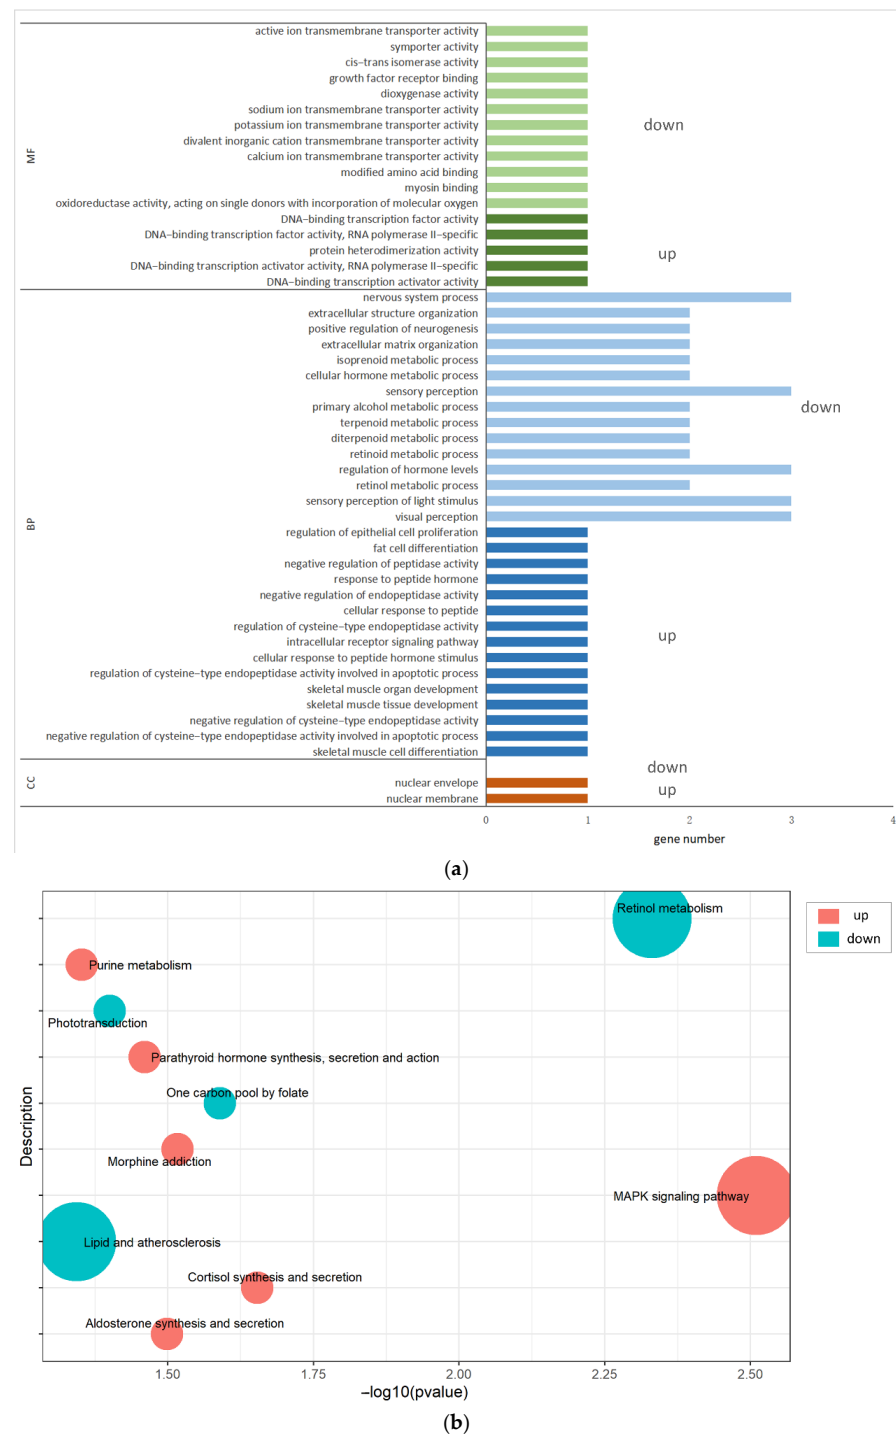 MF
active ion transmembrane transporter activity
symporter activity
cis−trans isomerase activity
growth factor receptor binding
dioxygenase activity
sodium ion transmembrane transporter activity
potassium ion transmembrane transporter activity
down
divalent inorganic cation transmembrane transporter activity
calcium ion transmembrane transporter activity
modified amino acid binding
myosin binding
oxidoreductase activity, acting on single donors with incorporation of molecular oxygen
DNA−binding transcription factor activity
DNA−binding transcription factor activity, RNA polymerase II−specific
protein heterodimerization activity
up
DNA−binding transcription activator activity, RNA polymerase II−specific
DNA−binding transcription activator activity
BP
nervous system process
extracellular structure organization
positive regulation of neurogenesis
extracellular matrix organization
isoprenoid metabolic process
cellular hormone metabolic process
sensory perception
primary alcohol metabolic process
down
terpenoid metabolic process
diterpenoid metabolic process
retinoid metabolic process
regulation of hormone levels
retinol metabolic process
sensory perception of light stimulus
visual perception
regulation of epithelial cell proliferation
fat cell differentiation
negative regulation of peptidase activity
response to peptide hormone
negative regulation of endopeptidase activity
cellular response to peptide
regulation of cysteine−type endopeptidase activity
intracellular receptor signaling pathway
up
cellular response to peptide hormone stimulus
regulation of cysteine−type endopeptidase activity involved in apoptotic process
skeletal muscle organ development
skeletal muscle tissue development
negative regulation of cysteine−type endopeptidase activity
negative regulation of cysteine−type endopeptidase activity involved in apoptotic process
skeletal muscle cell differentiation
CC
down
nuclear envelope
up
nuclear membrane
0 1 2 3 4
gene number
(a)
Retinol metabolism
up
down
Purine metabolism
Phototransduction
Parathyroid hormone synthesis, secretion and action
One carbon pool by folate
Description
Morphine addiction
MAPK signaling pathway
Lipid and atherosclerosis
Cortisol synthesis and secretion
Aldosterone synthesis and secretion
1.50 1.75 2.00 2.25 2.50
−log10(pvalue)
(b)